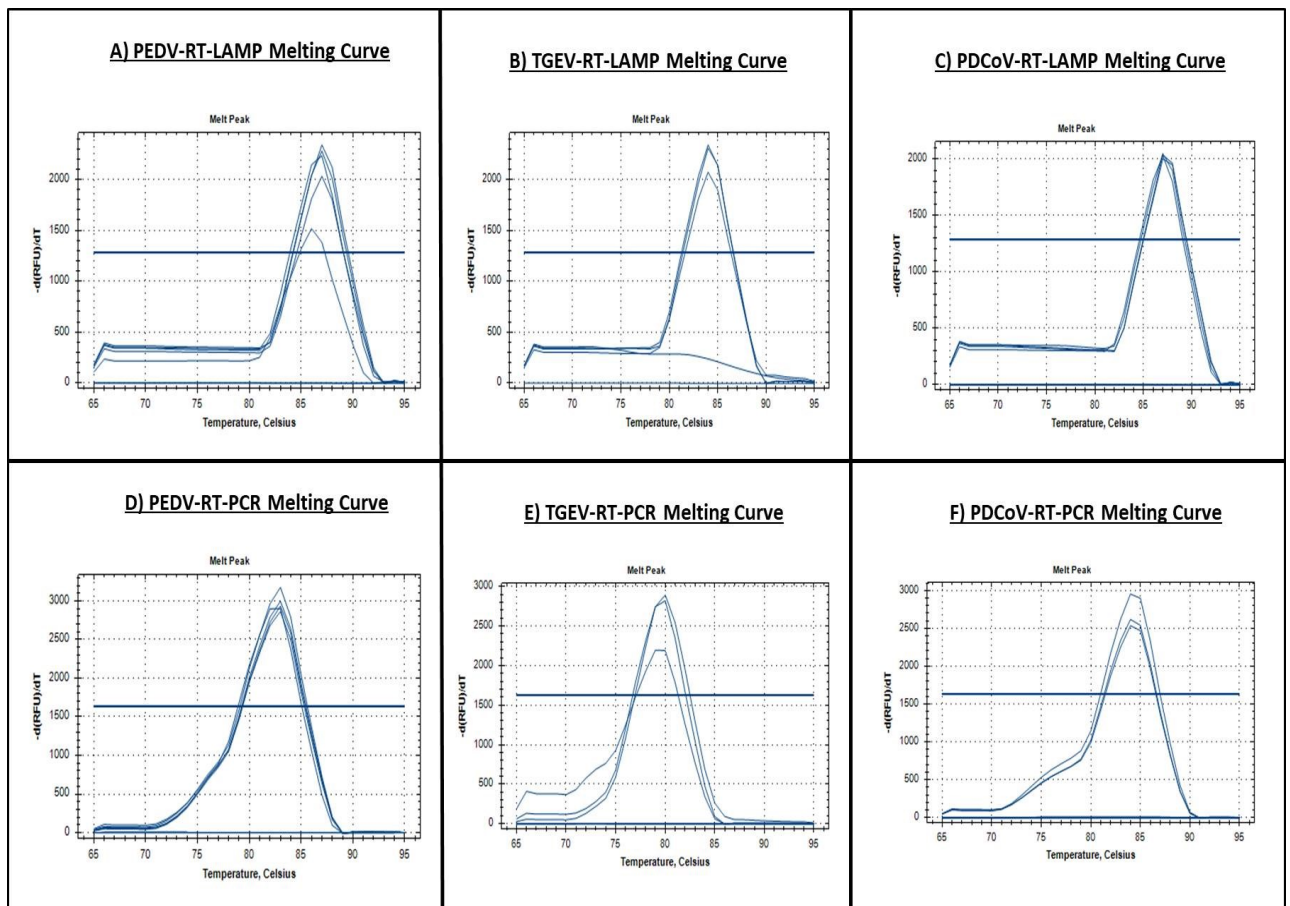 A) PEDV-RT-LAMP Melting Curve
Melt Peak
-d(RFU)/dT
2000
1500
1000
500
0
65 70 75 80 85 90 95
Temperature, Celsius
B) TGEV-RT-LAMP Melting Curve
Melt Peak
-d(RFU)/dT
2000
1500
1000
500
0
65 70 75 80 85 90 95
Temperature, Celsius
C) PDCoV-RT-LAMP Melting Curve
Melt Peak
-d(RFU)/dT
2000
1500
1000
500
0
65 70 75 80 85 90 95
Temperature, Celsius
D) PEDV-RT-PCR Melting Curve
Melt Peak
-d(RFU)/dT
3000
2500
2000
1500
1000
500
0
65 70 75 80 85 90 95
Temperature, Celsius
E) TGEV-RT-PCR Melting Curve
Melt Peak
-d(RFU)/dT
3000
2500
2000
1500
1000
500
0
65 70 75 80 85 90 95
Temperature, Celsius
F) PDCoV-RT-PCR Melting Curve
Melt Peak
-d(RFU)/dT
3000
2500
2000
1500
1000
500
0
65 70 75 80 85 90 95
Temperature, Celsius